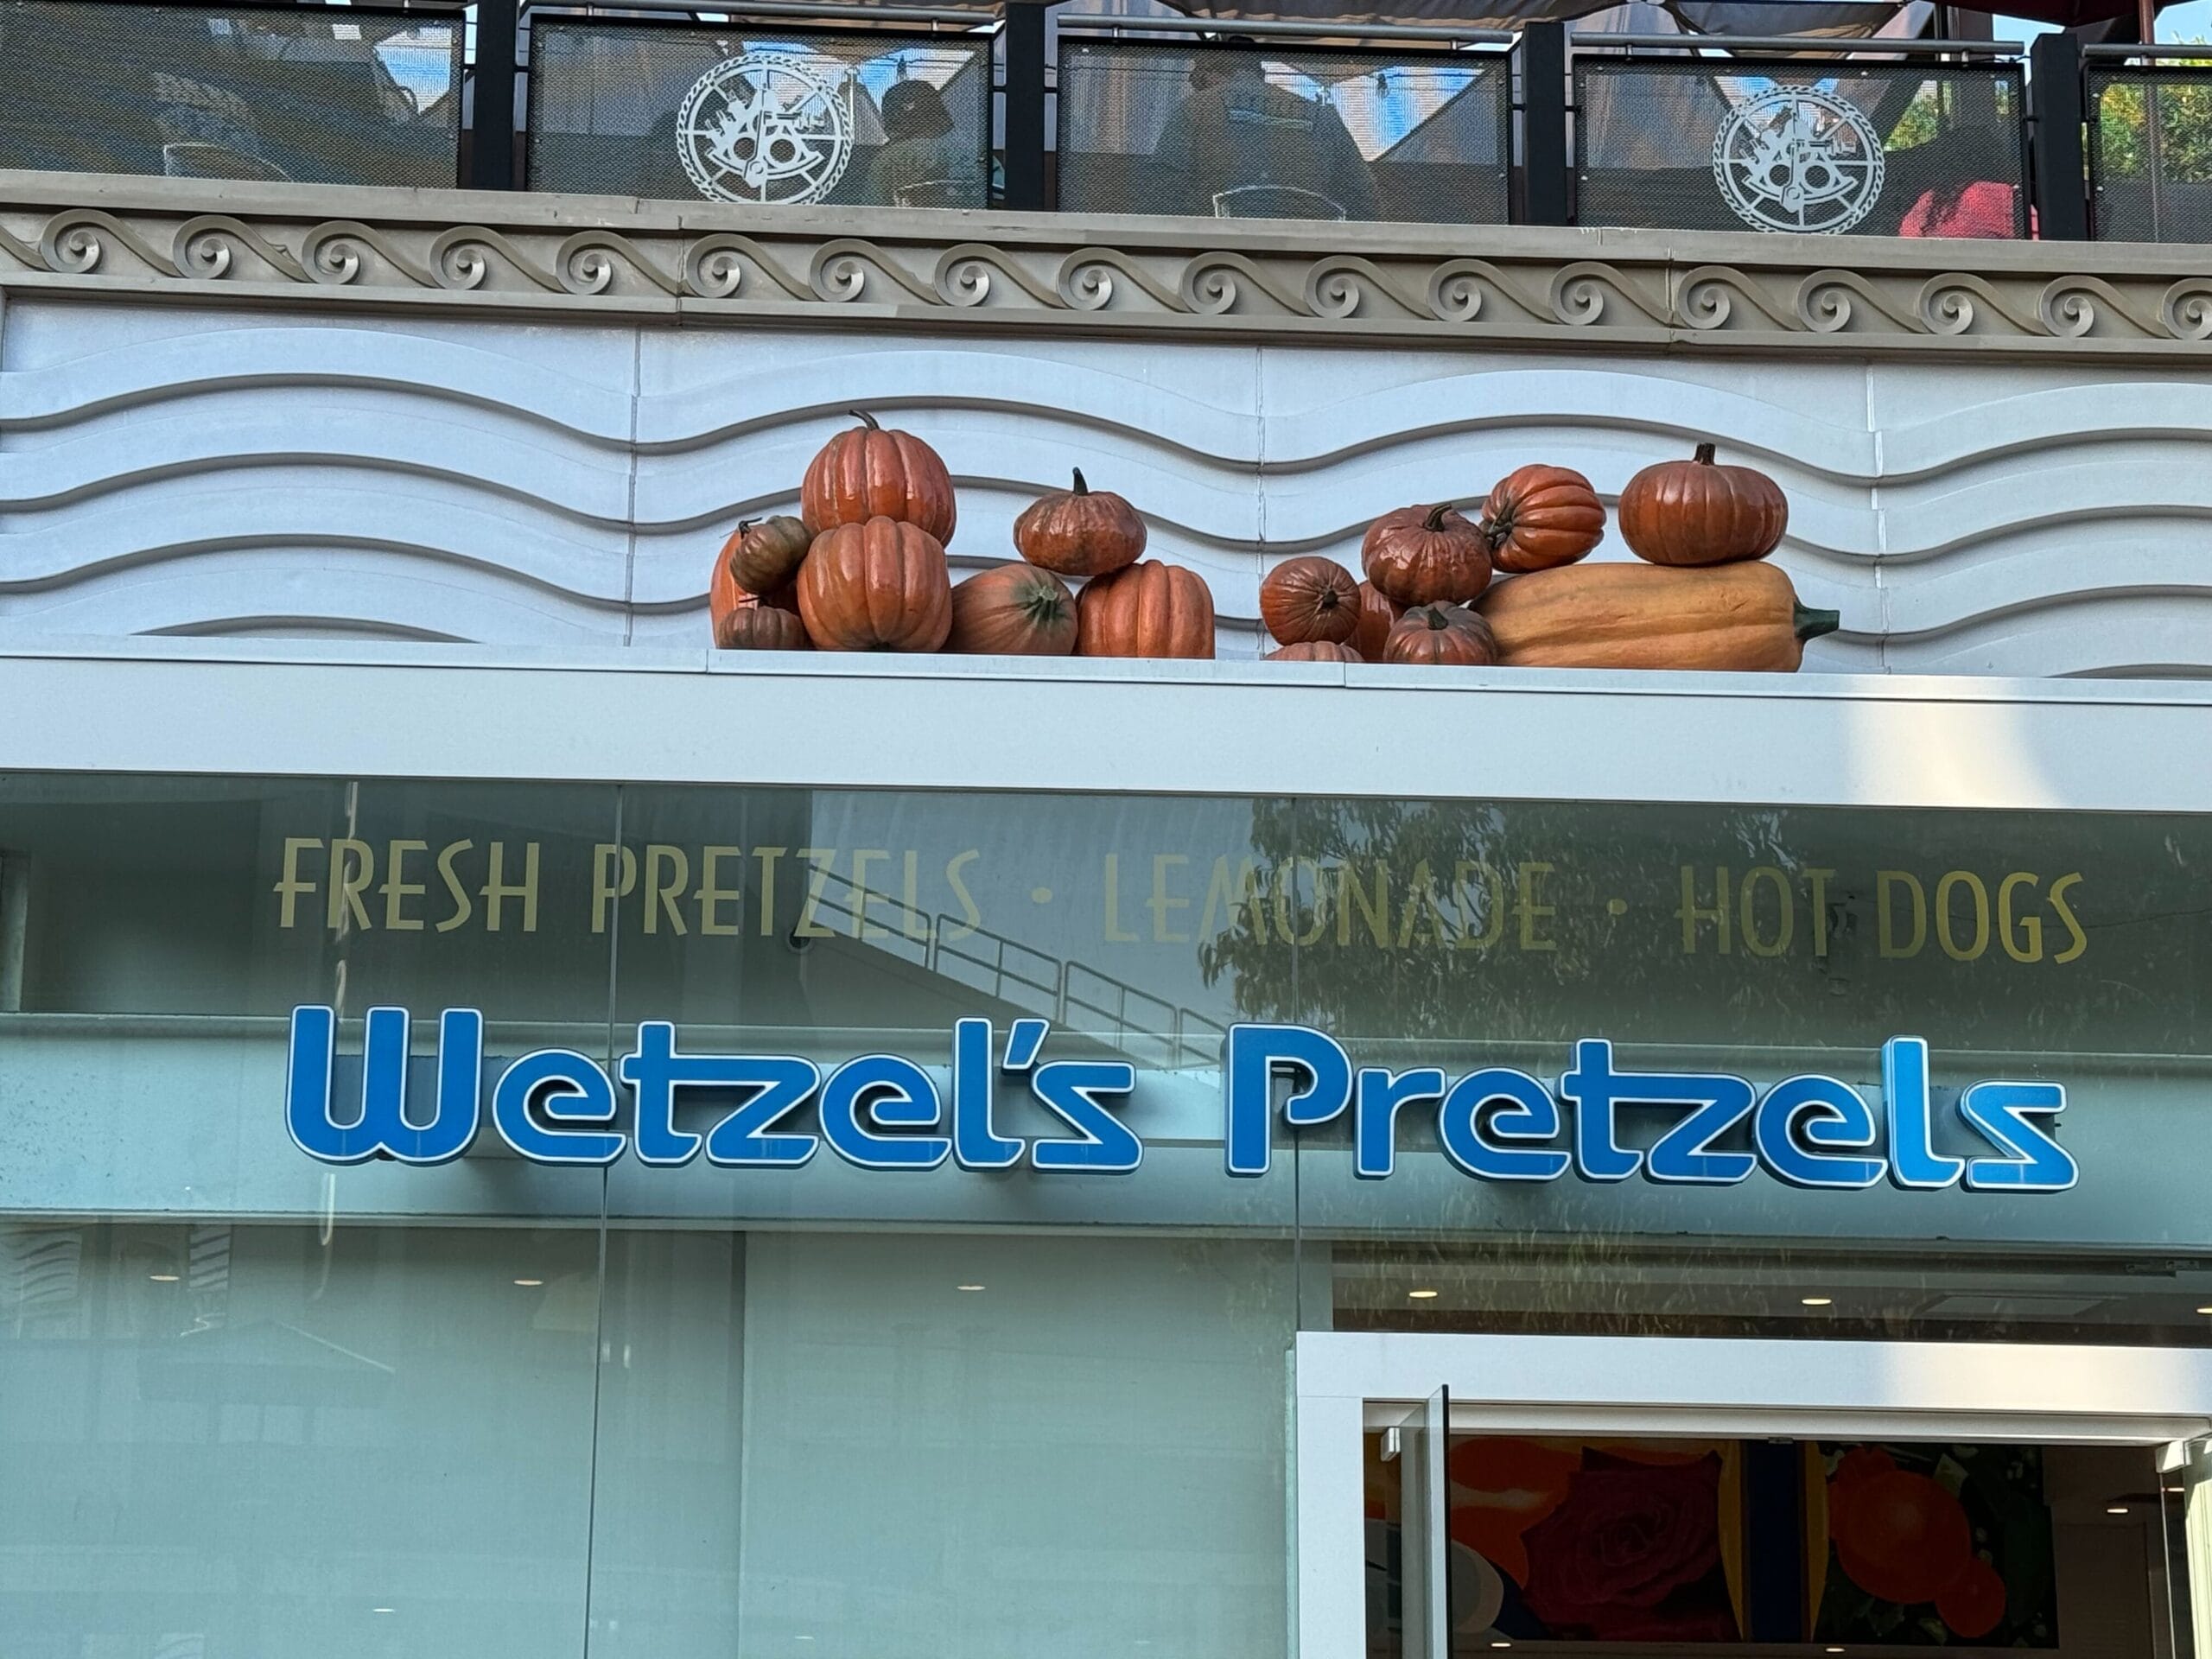 FRESH PRETZELS • LEMONADE • HOT DOGS
Wetzel's Pretzels